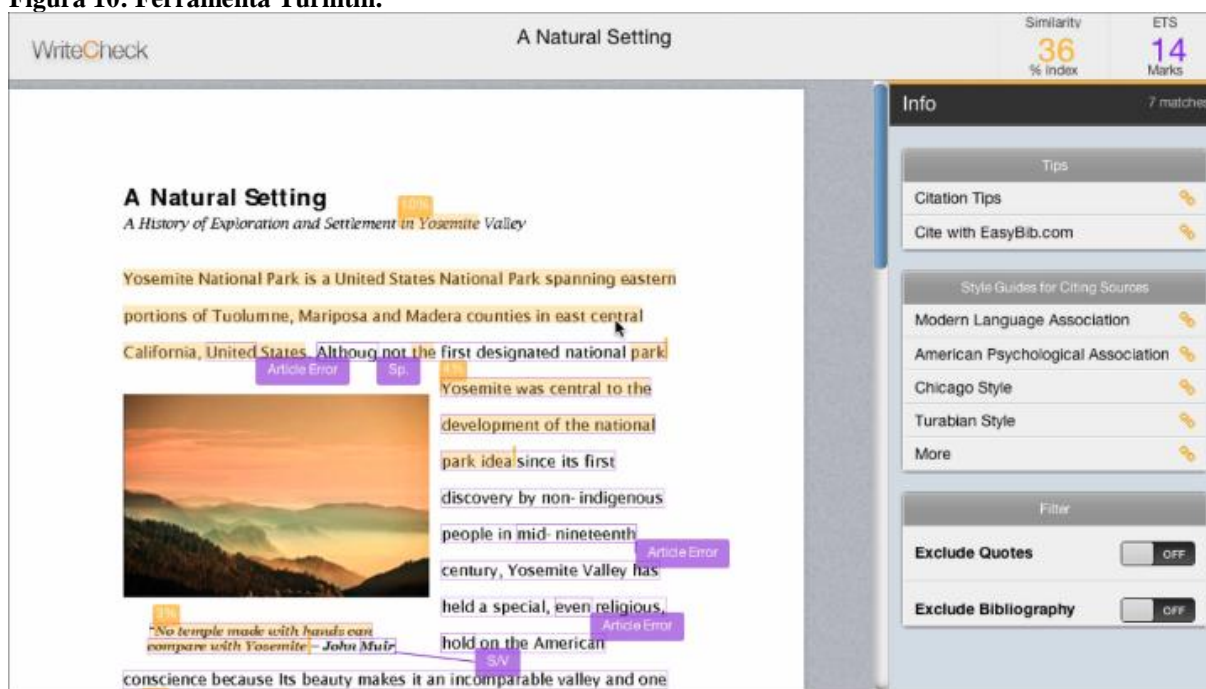 Figura 10: Ferramenta Turnitin.
WriteCheck
A Natural Setting
Similarity
36
% Index
ETS
14
Marks
A Natural Setting
10%
A History of Exploration and Settlement in Yosemite Valley
Yosemite National Park is a United States National Park spanning eastern
portions of Tuolumne, Mariposa and Madera counties in east central
California, United States. Althoug not the first designated national park
Article Error
Sp.
4%
Yosemite was central to the
development of the national
park idea since its first
discovery by non- indigenous
people in mid- nineteenth
Article Error
century, Yosemite Valley has
held a special, even religious,
Article Error
hold on the American
3%
"No temple made with hands can
compare with Yosemite – John Muir
S/V
conscience because Its beauty makes it an incomparable valley and one
Info
7 matches
Tips
Citation Tips
Cite with EasyBib.com
Style Guides for Citing Sources
Modern Language Association
American Psychological Association
Chicago Style
Turabian Style
More
Filter
Exclude Quotes
OFF
Exclude Bibliography
OFF